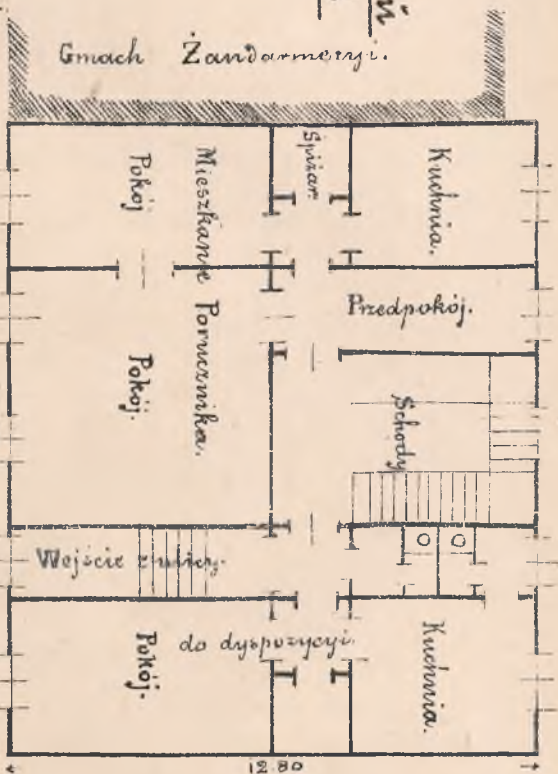 Gmach Żandarmeryi.
Pokój
Mieszkanie Porucznika.
Spiżar
Kuchnia.
Przedpokój.
Pokój.
Schody
Wejście z ulicy.
Pokój.
do dyspozycyi.
Kuchnia.
12.80